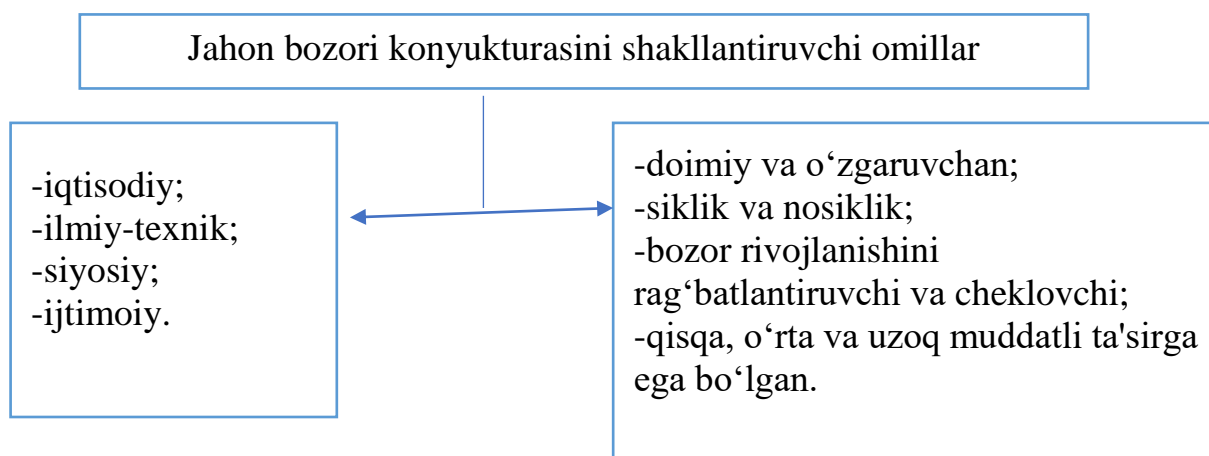 Jahon bozori konyukturasini shakllantiruvchi omillar
-iqtisodiy;
-ilmiy-texnik;
-siyosiy;
-ijtimoiy.
-doimiy va o‘zgaruvchan;
-siklik va nosiklik;
-bozor rivojlanishini
rag‘batlantiruvchi va cheklovchi;
-qisqa, o‘rta va uzoq muddatli ta'sirga
ega bo‘lgan.